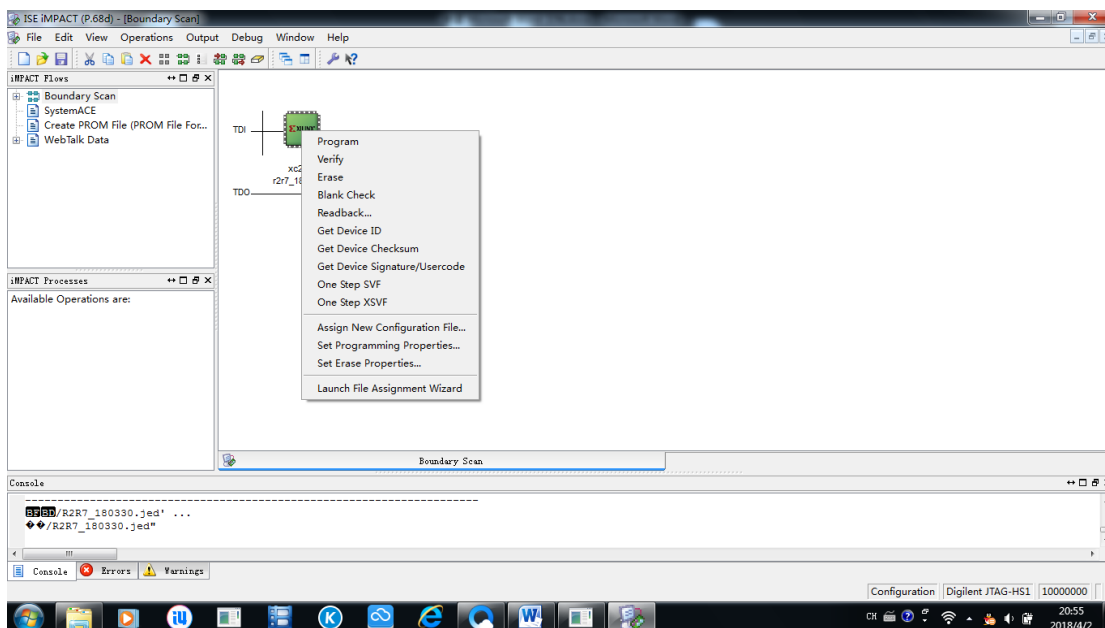 ISE iMPACT (P.68d) - [Boundary Scan]
File Edit View Operations Output Debug Window Help
iMPACT Flows
Boundary Scan
SystemACE
Create PROM File (PROM File For...
WebTalk Data
TDI
TDO
Program
Verify
Erase
Blank Check
Readback...
Get Device ID
Get Device Checksum
Get Device Signature/Usercode
One Step SVF
One Step XSVF
Assign New Configuration File...
Set Programming Properties...
Set Erase Properties...
Launch File Assignment Wizard
iMPACT Processes
Available Operations are:
Boundary Scan
Console
BF BD/R2R7_180330.jed' ...
��/R2R7_180330.jed"
Console Errors Warnings
Configuration Digilent JTAG-HS1 10000000
CH 20:55
2018/4/2